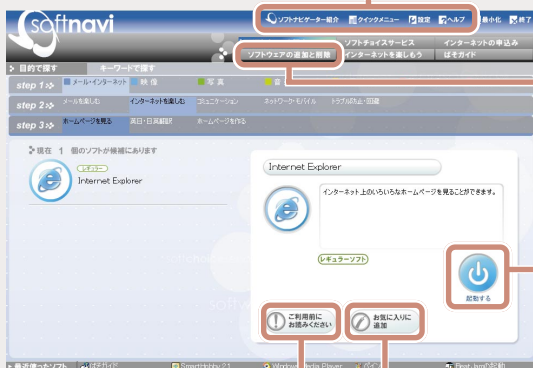 softnavi
ソフトナビゲーター紹介 クイックメニュー 設定 ヘルプ 最小化 終了
ソフトチョイスサービス インターネットの申込み
ソフトウェアの追加と削除 インターネットを楽しもう ぱそガイド
目的で探す キーワードで探す
step 1 メール・インターネット 映像 写真 音
step 2 メールを楽しむ インターネットを楽しむ コミュニケーション ネットワーク・モバイル トラブル防止・回避
step 3 ホームページを見る 英日・日英翻訳 ホームページを作る
現在 1 個のソフトが候補にあります
レギュラー
Internet Explorer
Internet Explorer
インターネット上のいろいろなホームページを見ることができます。
レギュラーソフト
起動する
ご利用前に
お読みください
お気に入りに
追加
最近使ったソフト ぱそガイド SmartHobby 2.1 Windows Media Player BeatJamの起動